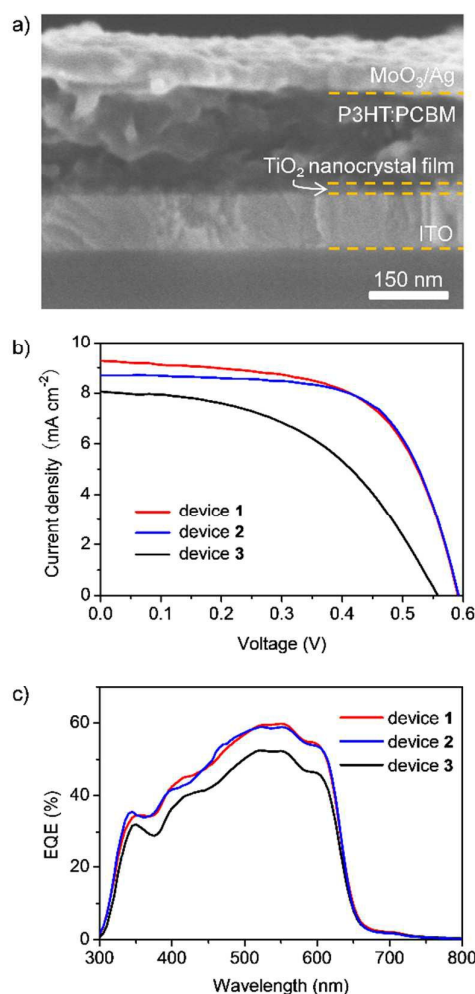 a)
MoO₃/Ag
P3HT:PCBM
TiO₂ nanocrystal film
ITO
150 nm
b)
10
8
6
4
2
0
Current density (mA cm⁻²)
device 1
device 2
device 3
0.0 0.1 0.2 0.3 0.4 0.5 0.6
Voltage (V)
c)
60
40
20
0
EQE (%)
device 1
device 2
device 3
300 400 500 600 700 800
Wavelength (nm)